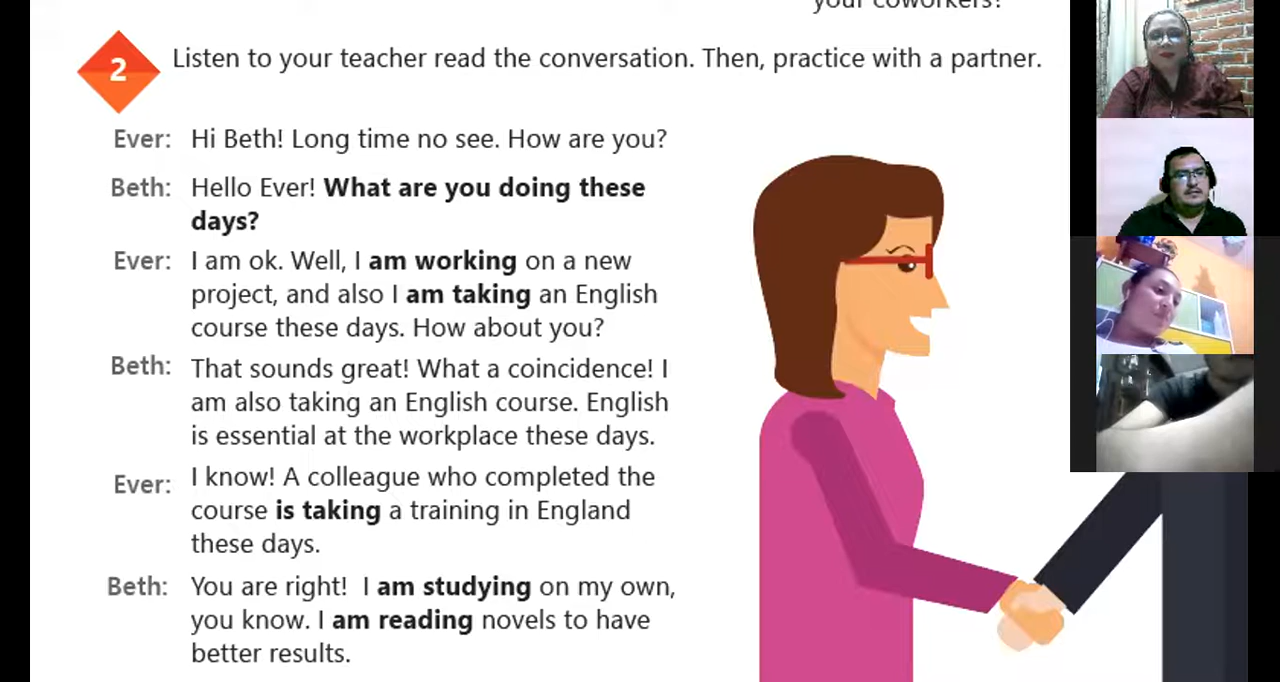 your coworkers?
2 Listen to your teacher read the conversation. Then, practice with a partner.
Ever: Hi Beth! Long time no see. How are you?
Beth: Hello Ever! What are you doing these
days?
Ever: I am ok. Well, I am working on a new
project, and also I am taking an English
course these days. How about you?
Beth: That sounds great! What a coincidence! I
am also taking an English course. English
is essential at the workplace these days.
Ever: I know! A colleague who completed the
course is taking a training in England
these days.
Beth: You are right!  I am studying on my own,
you know. I am reading novels to have
better results.